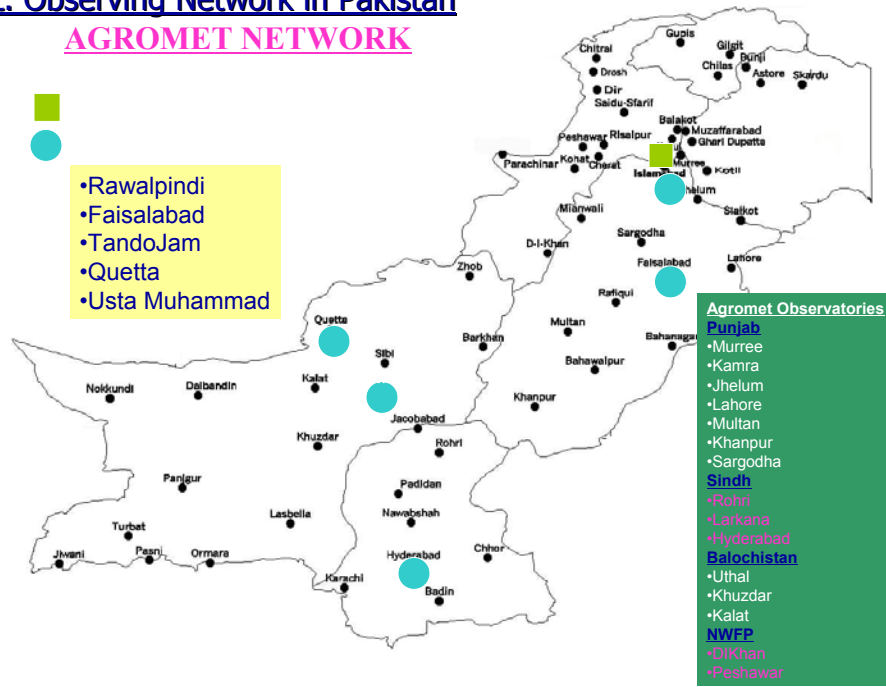 Observing Network in Pakistan
AGROMET NETWORK
•Rawalpindi
•Faisalabad
•TandoJam
•Quetta
•Usta Muhammad
Chitral
Drosh
Dir
Saidu-Sfarif
Gupis
Gilgit
Bunji
Chilas
Astore
Skardu
Balakot
Muzaffarabad
Ghari Dupatta
Peshawar
Risalpur
Parachinar
Kohat
Cherat
Murree
Kotli
Islamabad
helum
Mianwali
Sialkot
Sargodha
D-I-Khan
Lahore
Faisalabad
Zhob
Rafiqui
Quetta
Multan
Bahanagar
Barkhan
Sibi
Bahawalpur
Kalat
Nokkundi
Dalbandin
Khanpur
Jacobabad
Khuzdar
Rohri
Panjgur
Padidan
Lasbella
Nawabshah
Turbat
Hyderabad
Chhor
Jiwani
Pasni
Ormara
Karachi
Badin
Agromet Observatories
Punjab
•Murree
•Kamra
•Jhelum
•Lahore
•Multan
•Khanpur
•Sargodha
Sindh
•Rohri
•Larkana
•Hyderabad
Balochistan
•Uthal
•Khuzdar
•Kalat
NWFP
•DIKhan
•Peshawar